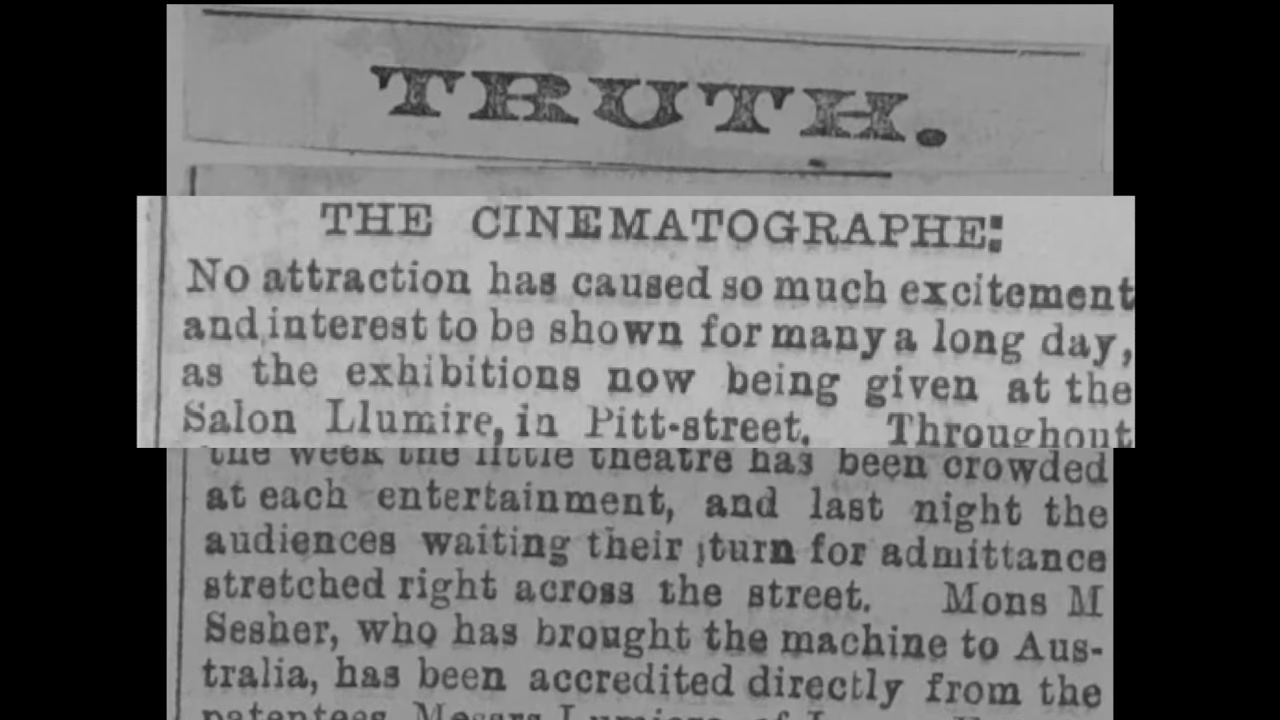 TRUTH.
THE CINEMATOGRAPHE:
No attraction has caused so much excitement
and interest to be shown for many a long day,
as the exhibitions now being given at the
Salon Llumire, in Pitt-street. Throughout
the week the little theatre has been crowded
at each entertainment, and last night the
audiences waiting their turn for admittance
stretched right across the street. Mons M
Sesher, who has brought the machine to Aus-
tralia, has been accredited directly from the
patentees Messrs